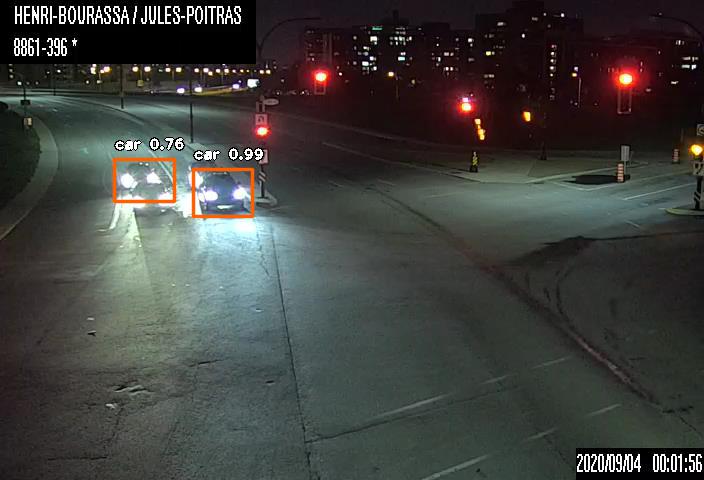 HENRI-BOURASSA / JULES-POITRAS
8861-396 *
car 0.76
car 0.99
2020/09/04 00:01:56